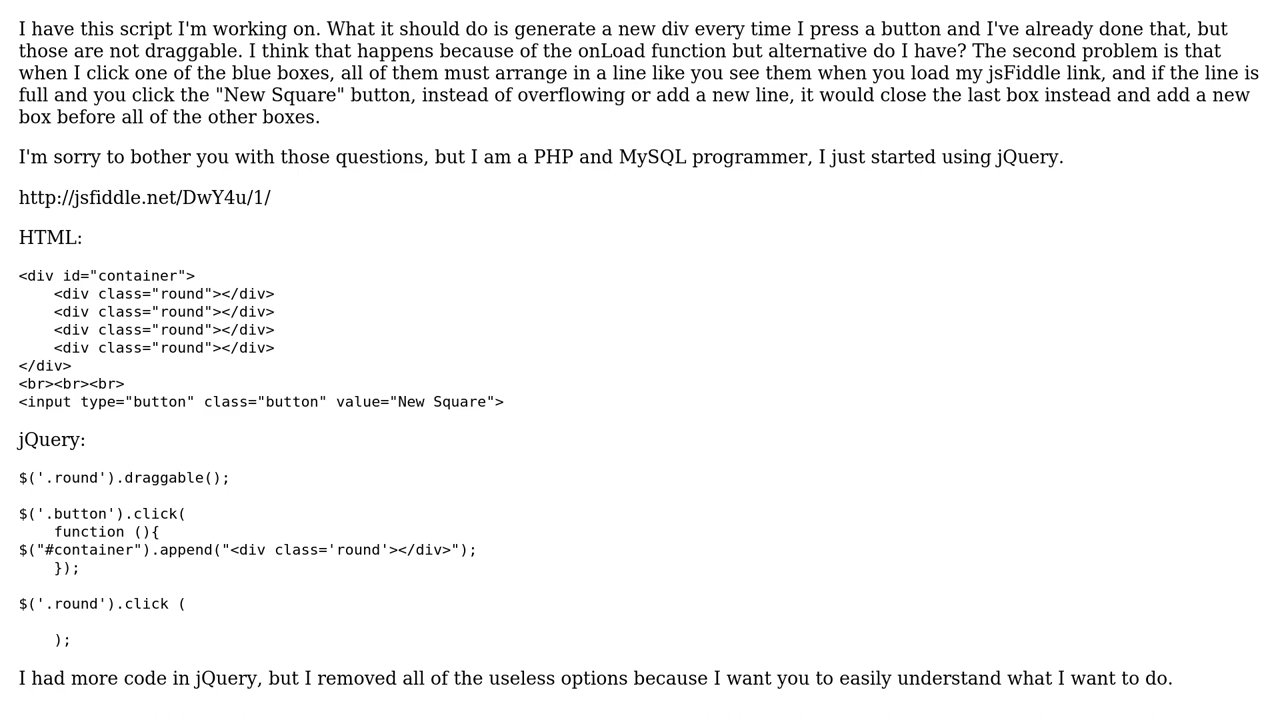 I have this script I'm working on. What it should do is generate a new div every time I press a button and I've already done that, but
those are not draggable. I think that happens because of the onLoad function but alternative do I have? The second problem is that
when I click one of the blue boxes, all of them must arrange in a line like you see them when you load my jsFiddle link, and if the line is
full and you click the "New Square" button, instead of overflowing or add a new line, it would close the last box instead and add a new
box before all of the other boxes.
I'm sorry to bother you with those questions, but I am a PHP and MySQL programmer, I just started using jQuery.
http://jsfiddle.net/DwY4u/1/
HTML:
<div id="container">
    <div class="round"></div>
    <div class="round"></div>
    <div class="round"></div>
    <div class="round"></div>
</div>
<br><br><br>
<input type="button" class="button" value="New Square">
jQuery:
$('.round').draggable();
$('.button').click(
    function (){
$("#container").append("<div class='round'></div>");
    });
$('.round').click (
    );
I had more code in jQuery, but I removed all of the useless options because I want you to easily understand what I want to do.